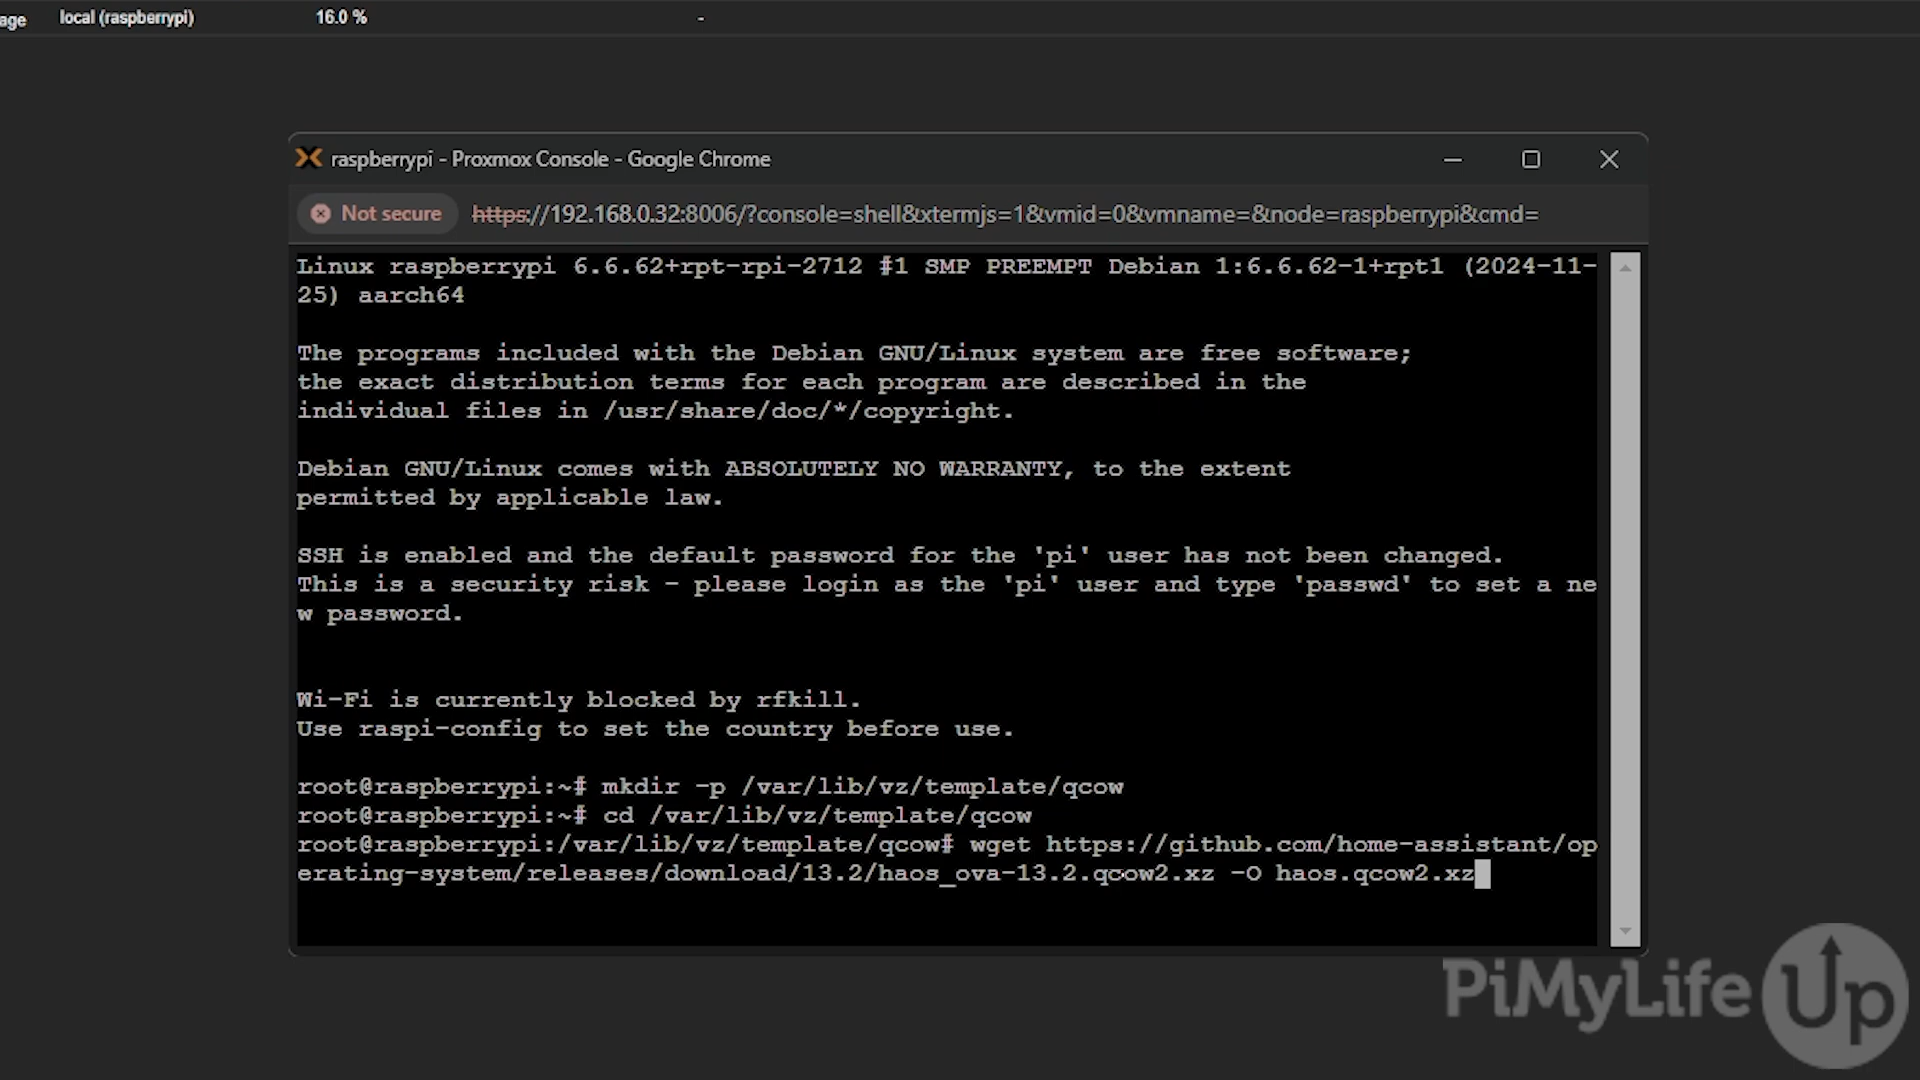 age local (raspberrypi) 16.0 % -
raspberrypi - Proxmox Console - Google Chrome
Not secure https://192.168.0.32:8006/?console=shell&xtermjs=1&vmid=0&vmname=&node=raspberrypi&cmd=
Linux raspberrypi 6.6.62+rpt-rpi-2712 #1 SMP PREEMPT Debian 1:6.6.62-1+rpt1 (2024-11-
25) aarch64
The programs included with the Debian GNU/Linux system are free software;
the exact distribution terms for each program are described in the
individual files in /usr/share/doc/*/copyright.
Debian GNU/Linux comes with ABSOLUTELY NO WARRANTY, to the extent
permitted by applicable law.
SSH is enabled and the default password for the 'pi' user has not been changed.
This is a security risk - please login as the 'pi' user and type 'passwd' to set a ne
w password.
Wi-Fi is currently blocked by rfkill.
Use raspi-config to set the country before use.
root@raspberrypi:~# mkdir -p /var/lib/vz/template/qcow
root@raspberrypi:~# cd /var/lib/vz/template/qcow
root@raspberrypi:/var/lib/vz/template/qcow# wget https://github.com/home-assistant/op
erating-system/releases/download/13.2/haos_ova-13.2.qcow2.xz -O haos.qcow2.xz
PiMyLifeUp